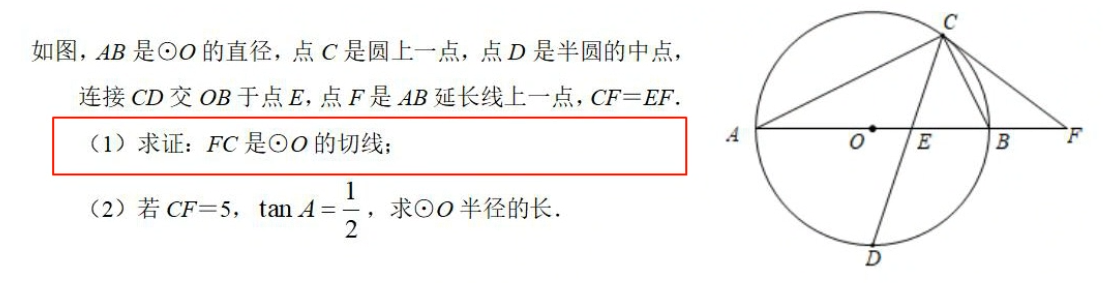 如图，AB 是⊙O 的直径，点 C 是圆上一点，点 D 是半圆的中点，
连接 CD 交 OB 于点 E，点 F 是 AB 延长线上一点，CF＝EF．
（1）求证：FC 是⊙O 的切线；
（2）若 CF＝5，tan A = 1/2，求⊙O 半径的长．
C
A O E B F
D